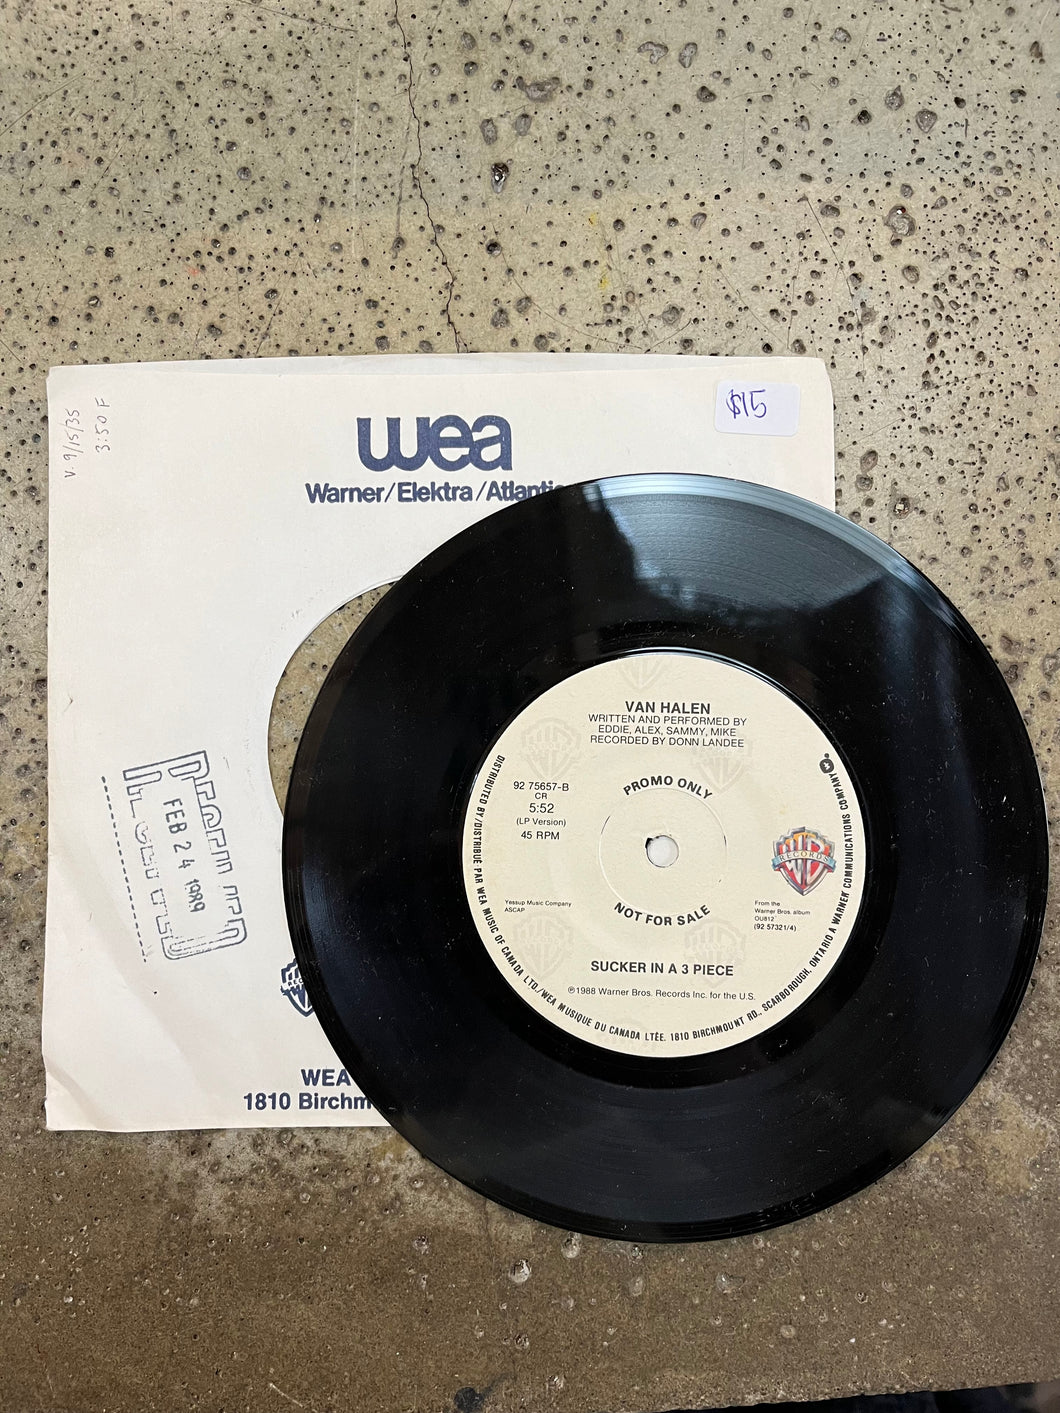 V. 9/15/35
3:50 F
$15
wea
Warner/Elektra/Atlantic
FEB 24 1989
WEA
1810 Birchm
VAN HALEN
WRITTEN AND PERFORMED BY
EDDIE, ALEX, SAMMY, MIKE
RECORDED BY DONN LANDEE
PROMO ONLY
92 75657-B
CR
5:52
(LP Version)
45 RPM
RECORDS
Yessup Music Company
ASCAP
From the
Warner Bros. album
OU812
(92 57321/4)
NOT FOR SALE
SUCKER IN A 3 PIECE
℗1988 Warner Bros. Records Inc. for the U.S.
DISTRIBUTED BY/DISTRIBUÉ PAR WEA MUSIC OF CANADA LTD./WEA MUSIQUE DU CANADA LTÉE. 1810 BIRCHMOUNT RD., SCARBOROUGH, ONTARIO A WARNER COMMUNICATIONS COMPANY